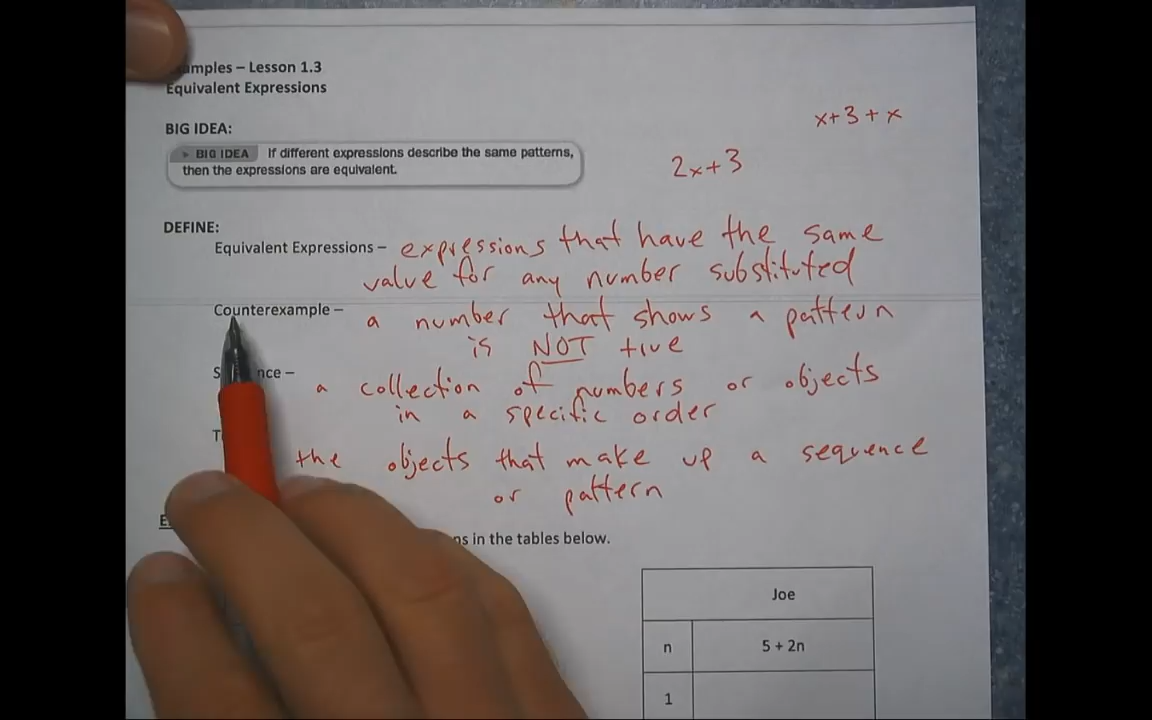 – Lesson 1.3
Equivalent Expressions
x+3+x
BIG IDEA:
▸ BIG IDEA If different expressions describe the same patterns,
then the expressions are equivalent.
2x+3
DEFINE:
Equivalent Expressions – expressions that have the same
value for any number substituted
Counterexample – a number that shows a pattern
is NOT true
– a collection of numbers or objects
in a specific order
the objects that make up a sequence
or pattern
in the tables below.
Joe
n 5 + 2n
1